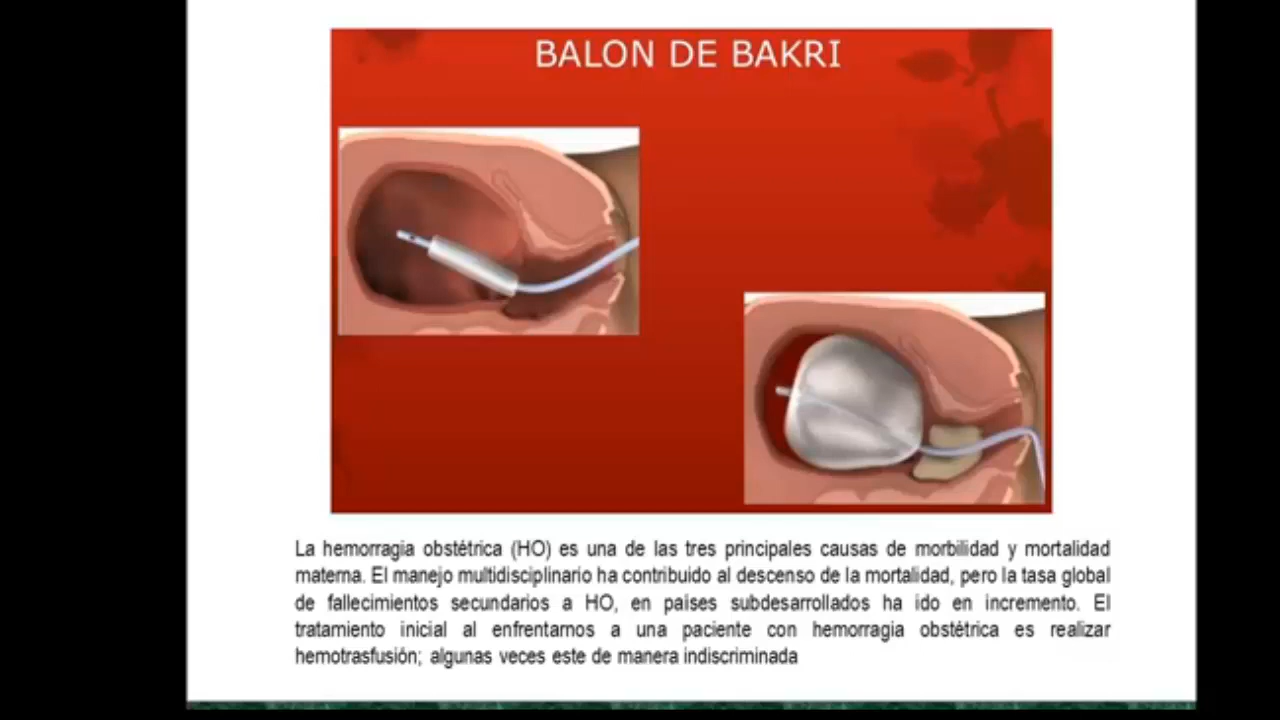 BALON DE BAKRI
La hemorragia obstétrica (HO) es una de las tres principales causas de morbilidad y mortalidad
materna. El manejo multidisciplinario ha contribuido al descenso de la mortalidad, pero la tasa global
de fallecimientos secundarios a HO, en países subdesarrollados ha ido en incremento. El
tratamiento inicial al enfrentarnos a una paciente con hemorragia obstétrica es realizar
hemotrasfusión; algunas veces este de manera indiscriminada